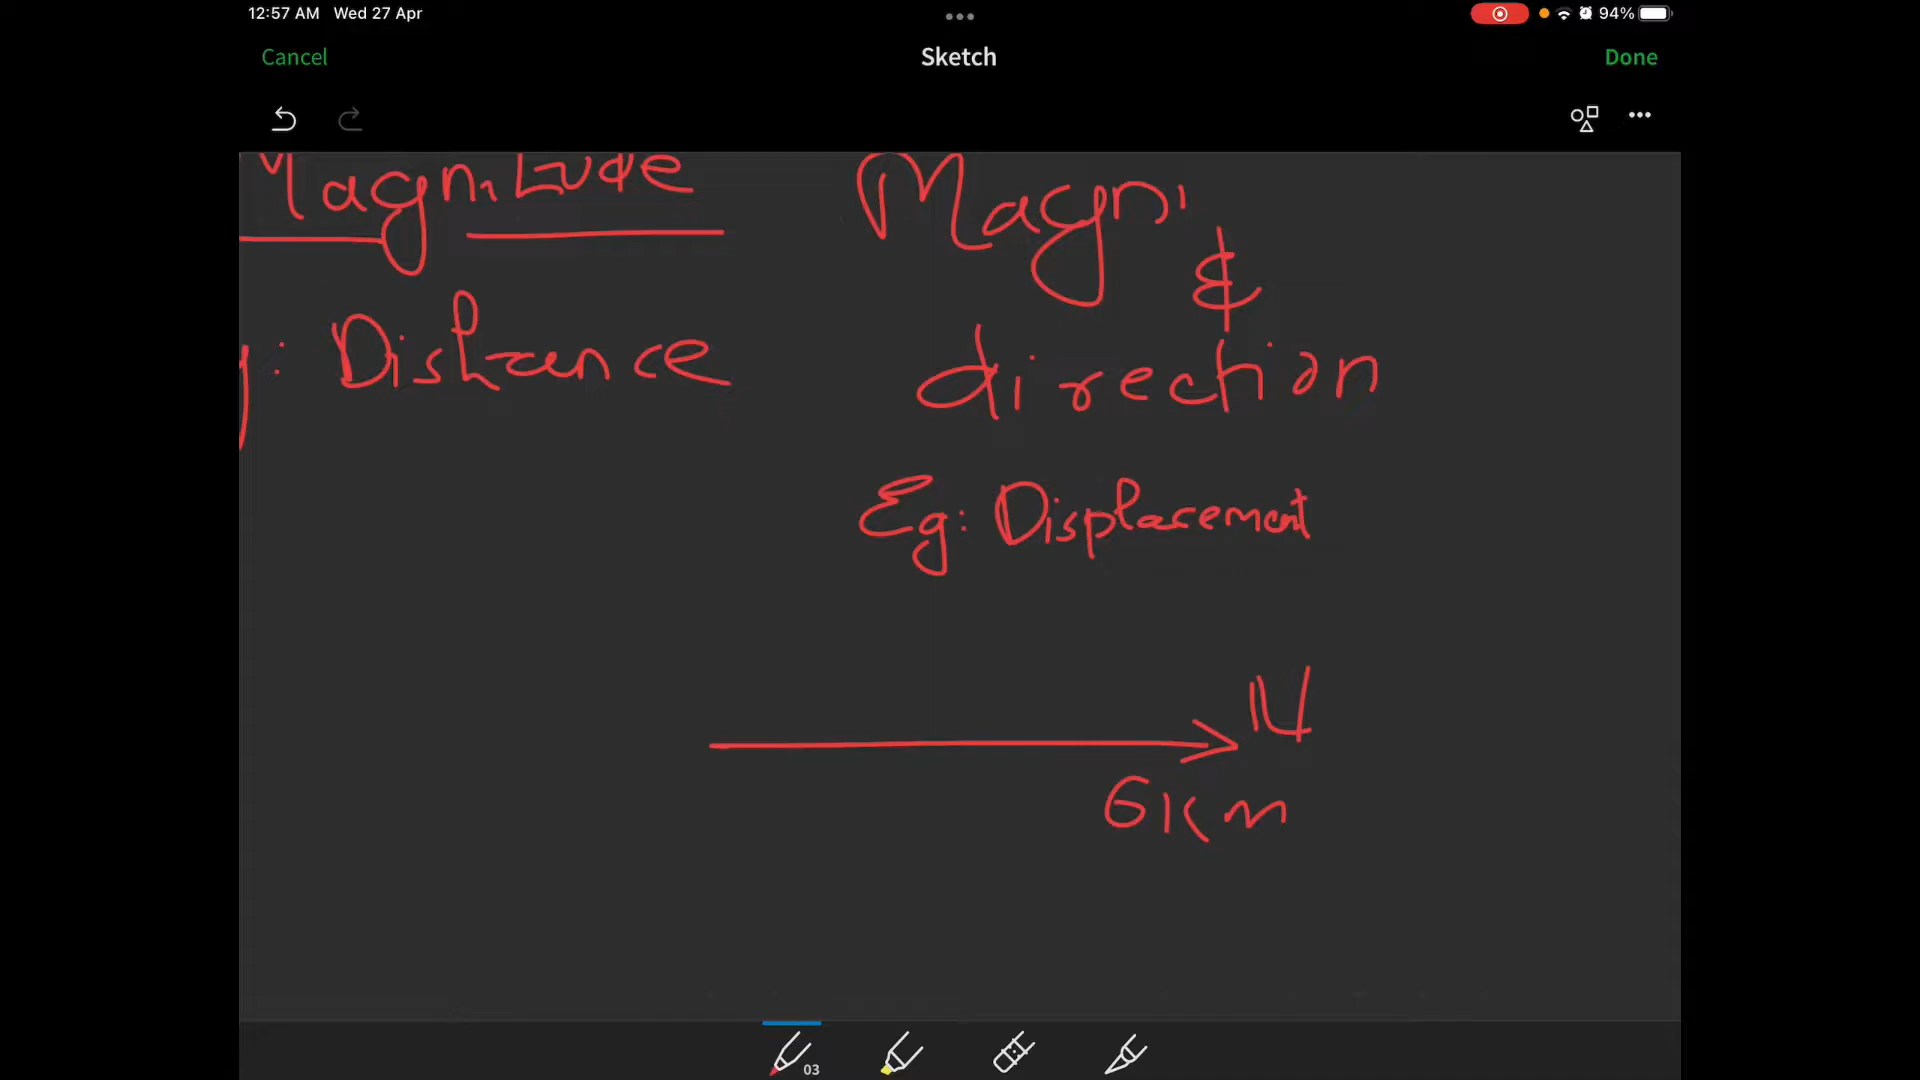 12:57 AM Wed 27 Apr
94%
Cancel
Sketch
Done
Magnitude
Magni
&
g: Distance
direction
Eg: Displacement
N
6km
03